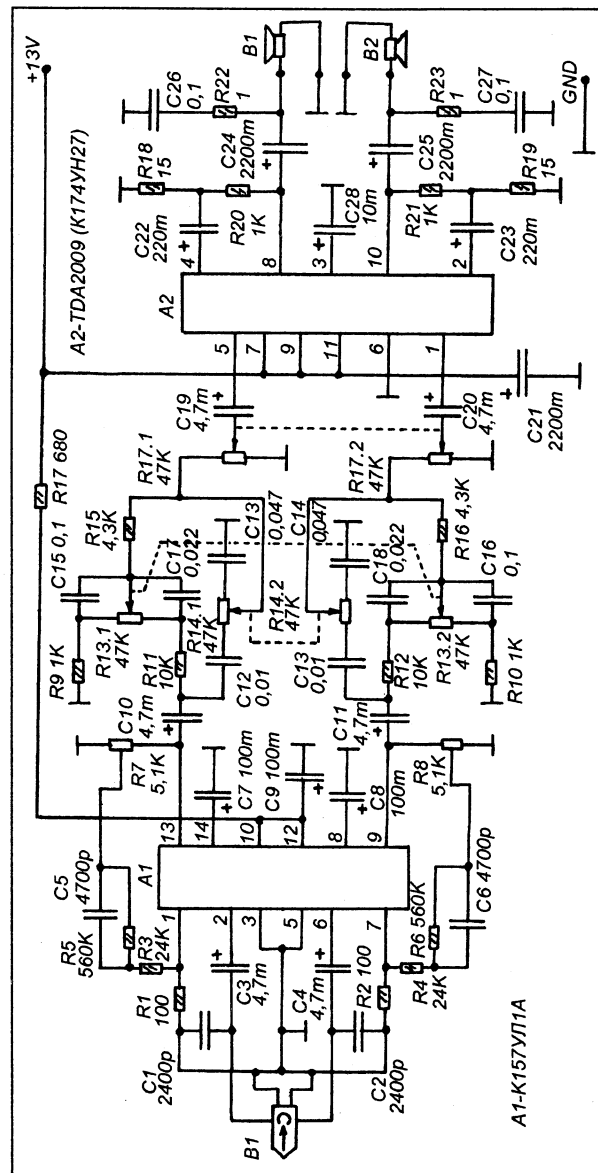 +13V
A2-TDA2009 (К174УН27)
C26
0,1
R22
1
B1
B2
R23
1
C27
0,1
GND
C24
2200m
C25
2200m
R18
15
R20
1K
C22
220m
C28
10m
R21
1K
C23
220m
R19
15
4
8
3
10
2
A2
5
7
9
11
6
1
C19
4,7m
C20
4,7m
C21
2200m
R17 680
R17.1
47K
R17.2
47K
C15 0,1
R15
4,3K
C17
0,022
C13
0,047
C14
0,047
C18
0,022
R16 4,3K
C16
0,1
R9 1K
R13.1
47K
R11
10K
R14.1
47K
R14.2
47K
C12
0,01
C13
0,01
R12
10K
R13.2
47K
R10 1K
C10
4,7m
C11
4,7m
R7
5,1K
C7 100m
C9 100m
C8
100m
R8
5,1K
13
14
10
12
8
9
A1
1
2
3
5
6
7
C5
4700p
R5
560K
R3
24K
R1
100
C3
4,7m
C4
4,7m
R2 100
R4
24K
R6 560K
C6 4700p
C1
2400p
C2
2400p
B1
C
A1-К157УЛ1А